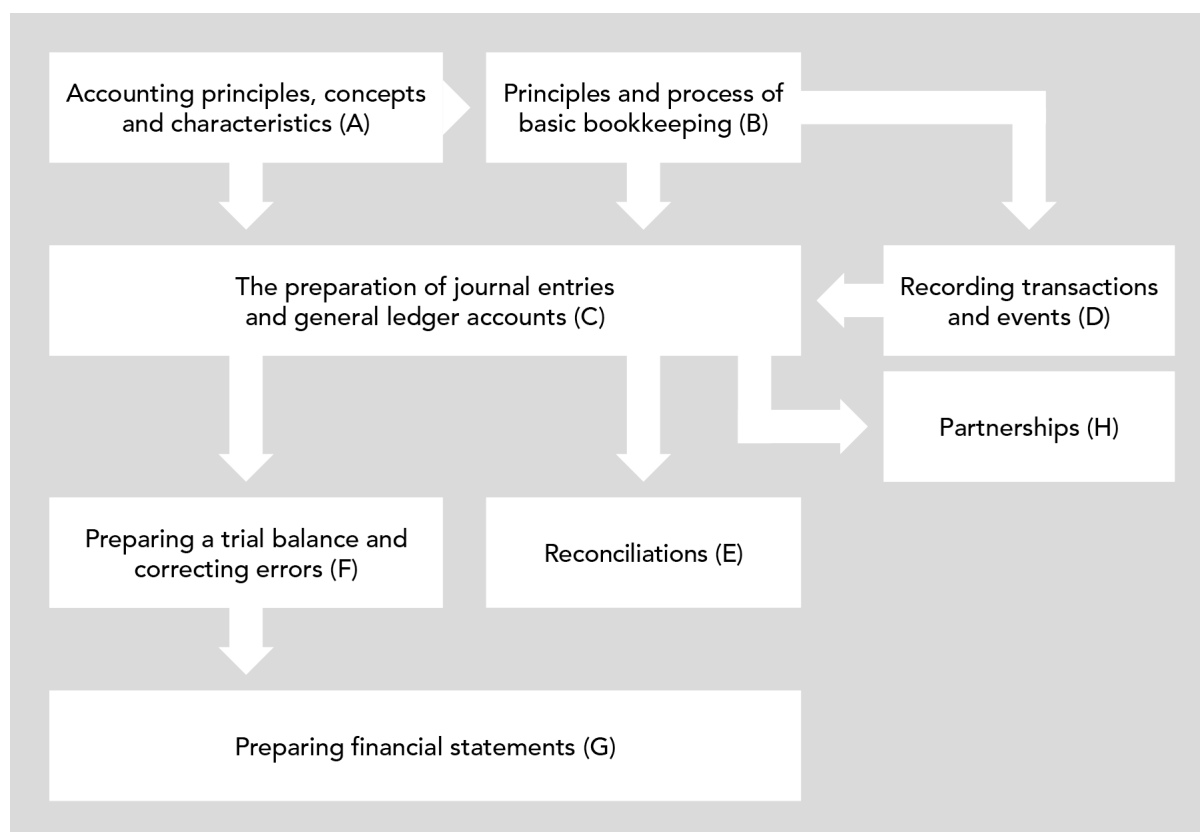 Accounting principles, concepts
and characteristics (A)
Principles and process of
basic bookkeeping (B)
The preparation of journal entries
and general ledger accounts (C)
Recording transactions
and events (D)
Partnerships (H)
Preparing a trial balance and
correcting errors (F)
Reconciliations (E)
Preparing financial statements (G)